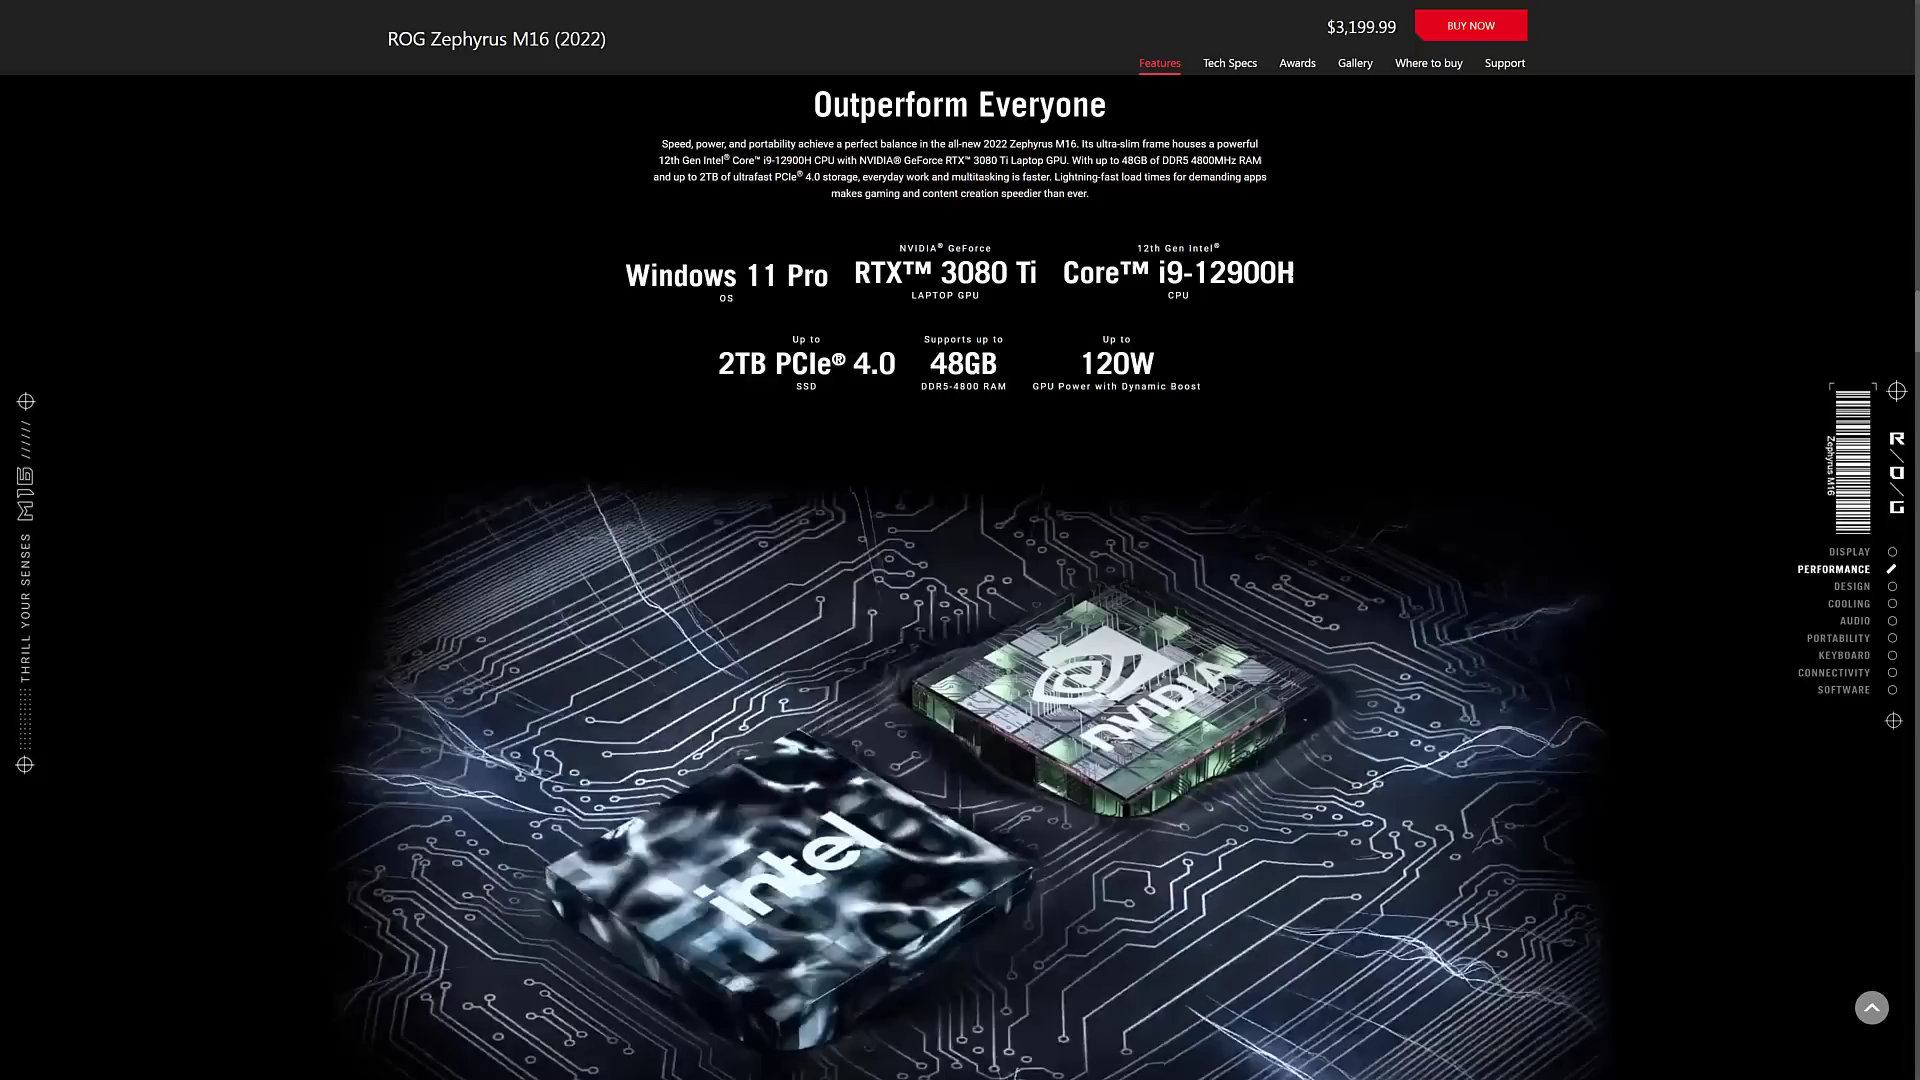 ROG Zephyrus M16 (2022)
$3,199.99
BUY NOW
Features
Tech Specs
Awards
Gallery
Where to buy
Support
Outperform Everyone
Speed, power, and portability achieve a perfect balance in the all-new 2022 Zephyrus M16. Its ultra-slim frame houses a powerful
12th Gen Intel® Core™ i9-12900H CPU with NVIDIA® GeForce RTX™ 3080 Ti Laptop GPU. With up to 48GB of DDR5 4800MHz RAM
and up to 2TB of ultrafast PCIe® 4.0 storage, everyday work and multitasking is faster. Lightning-fast load times for demanding apps
makes gaming and content creation speedier than ever.
Windows 11 Pro
OS
NVIDIA® GeForce
RTX™ 3080 Ti
LAPTOP GPU
12th Gen Intel®
Core™ i9-12900H
CPU
Up to
2TB PCIe® 4.0
SSD
Supports up to
48GB
DDR5-4800 RAM
Up to
120W
GPU Power with Dynamic Boost
THRILL YOUR SENSES M16 //////
Zephyrus M16
R/O/G
DISPLAY
PERFORMANCE
DESIGN
COOLING
AUDIO
PORTABILITY
KEYBOARD
CONNECTIVITY
SOFTWARE
NVIDIA
intel